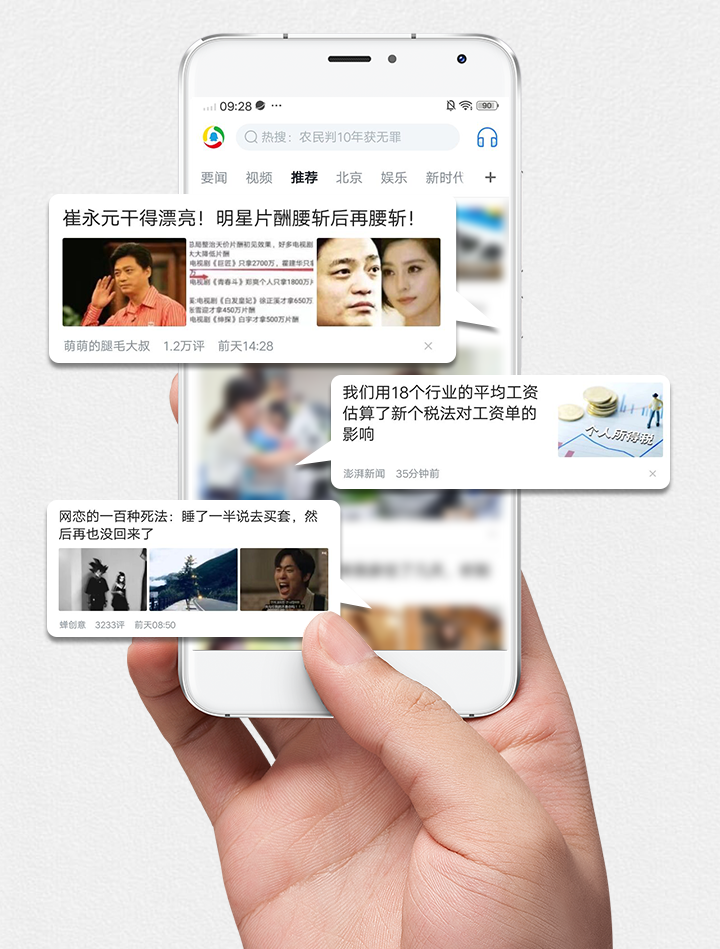 09:28
90
热搜：农民判10年获无罪
要闻 视频 推荐 北京 娱乐 新时代 +
崔永元干得漂亮！明星片酬腰斩后再腰斩！
总局整治天价片酬初见效果，好多电视剧
大大降低片酬
电视剧《巨匠》只拿2700万，霍建华只拿
万
电视剧《青春斗》郑爽个人只拿1800万
电视剧《白发皇妃》徐正溪才拿650万
张雪迎才拿450万片酬
电视剧《绅探》白宇才拿500万片酬
萌萌的腿毛大叔 1.2万评 前天14:28
我们用18个行业的平均工资
估算了新个税法对工资单的
影响
个人所得税
澎湃新闻 35分钟前
网恋的一百种死法：睡了一半说去买套，然
后再也没回来了
蜂创意 3233评 前天08:50